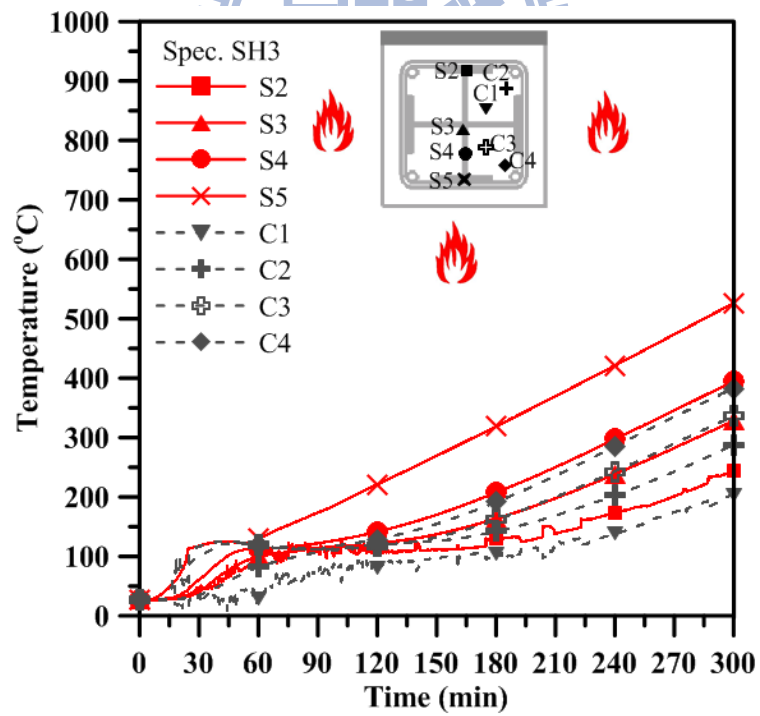 1000
900
800
700
600
500
400
300
200
100
0
Temperature (°C)
Spec. SH3
S2
S3
S4
S5
C1
C2
C3
C4
S2 C2
C1
S3
C3
S4
C4
S5
0 30 60 90 120 150 180 210 240 270 300
Time (min)